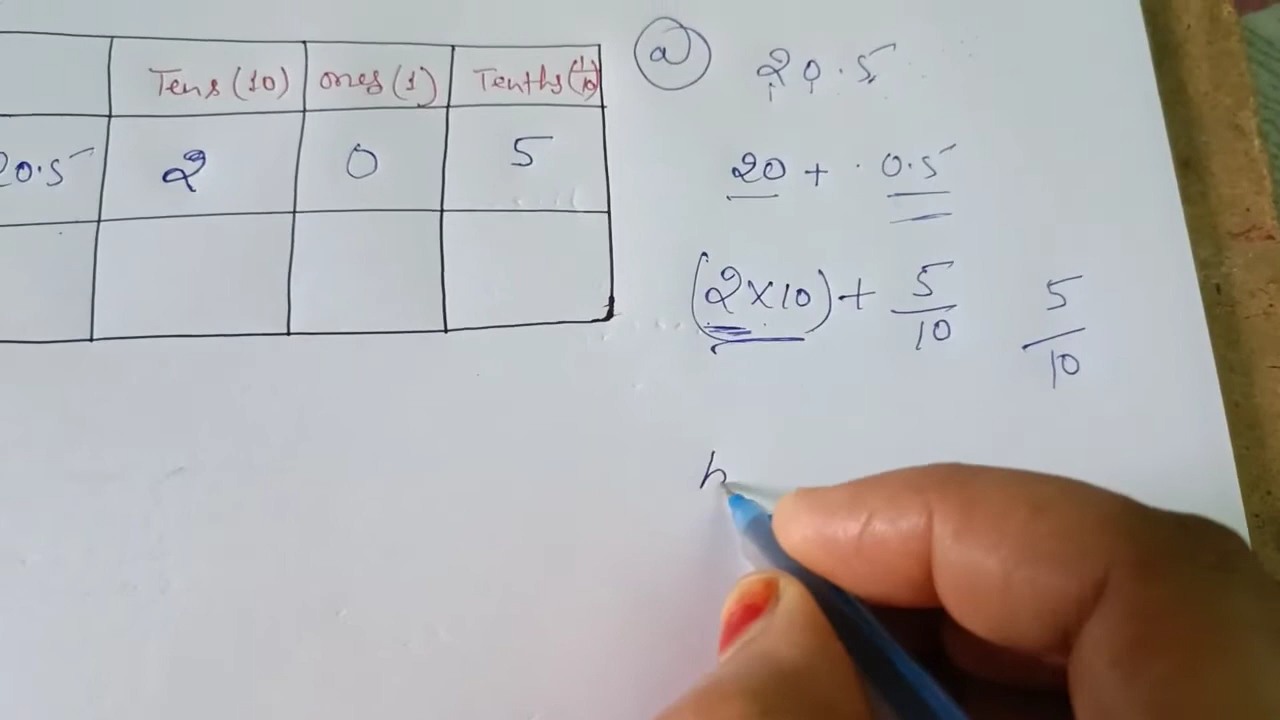 Tens (10) ones (1) Tenths (1/10)
20.5 2 0 5
a 20.5
20 + 0.5
(2×10) + 5/10 5/10
h